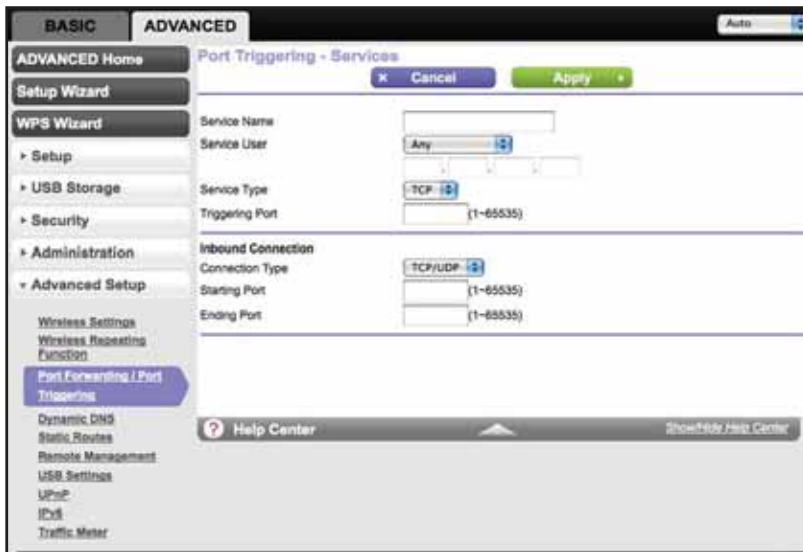 BASIC
ADVANCED
Auto
ADVANCED Home
Setup Wizard
WPS Wizard
▸ Setup
▸ USB Storage
▸ Security
▸ Administration
▾ Advanced Setup
Wireless Settings
Wireless Repeating
Function
Port Forwarding / Port
Triggering
Dynamic DNS
Static Routes
Remote Management
USB Settings
UPnP
IPv6
Traffic Meter
Port Triggering - Services
× Cancel
Apply ▸
Service Name
Service User
Any
Service Type
TCP
Triggering Port
(1~65535)
Inbound Connection
Connection Type
TCP/UDP
Starting Port
(1~65535)
Ending Port
(1~65535)
? Help Center
Show/Hide Help Center